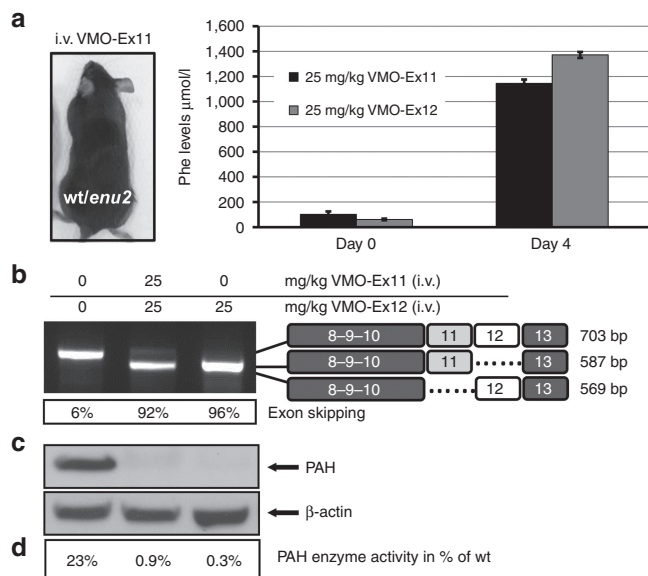 a
i.v. VMO-Ex11
wt/enu2
Phe levels µmol/l
1,600
1,400
1,200
1,000
800
600
400
200
0
25 mg/kg VMO-Ex11
25 mg/kg VMO-Ex12
Day 0
Day 4
b
0 25 0 mg/kg VMO-Ex11 (i.v.)
0 25 25 mg/kg VMO-Ex12 (i.v.)
8–9–10 11 12 13 703 bp
8–9–10 11 13 587 bp
8–9–10 12 13 569 bp
6% 92% 96% Exon skipping
c
PAH
β-actin
d
23% 0.9% 0.3% PAH enzyme activity in % of wt